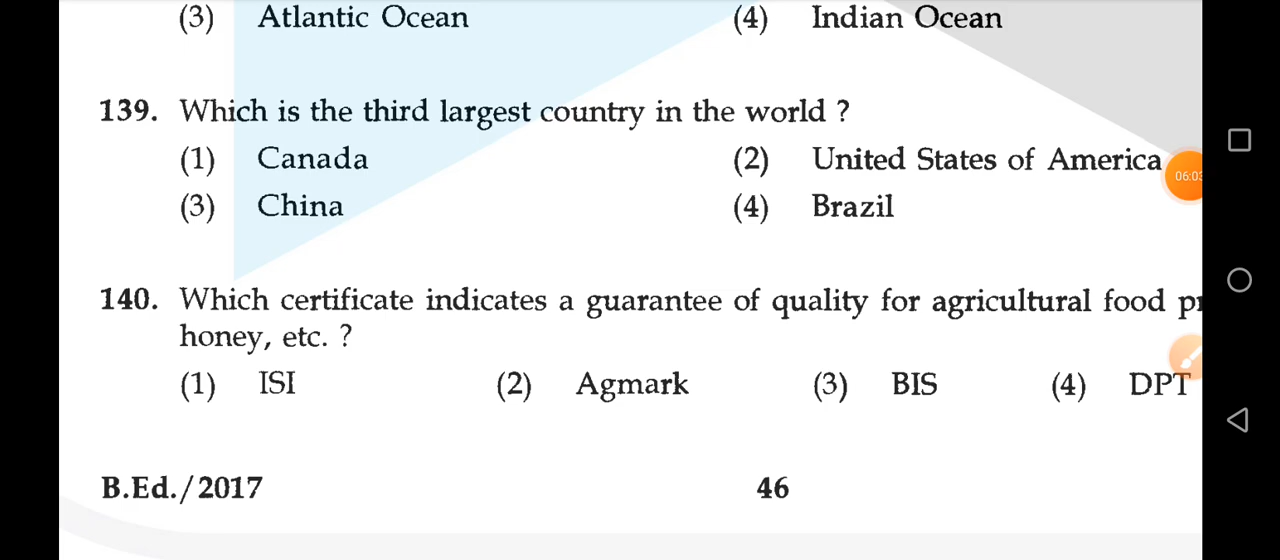 (3) Atlantic Ocean (4) Indian Ocean
139. Which is the third largest country in the world ?
(1) Canada (2) United States of America
(3) China (4) Brazil
06:03
140. Which certificate indicates a guarantee of quality for agricultural food
honey, etc. ?
(1) ISI (2) Agmark (3) BIS (4) DPT
B.Ed./2017 46